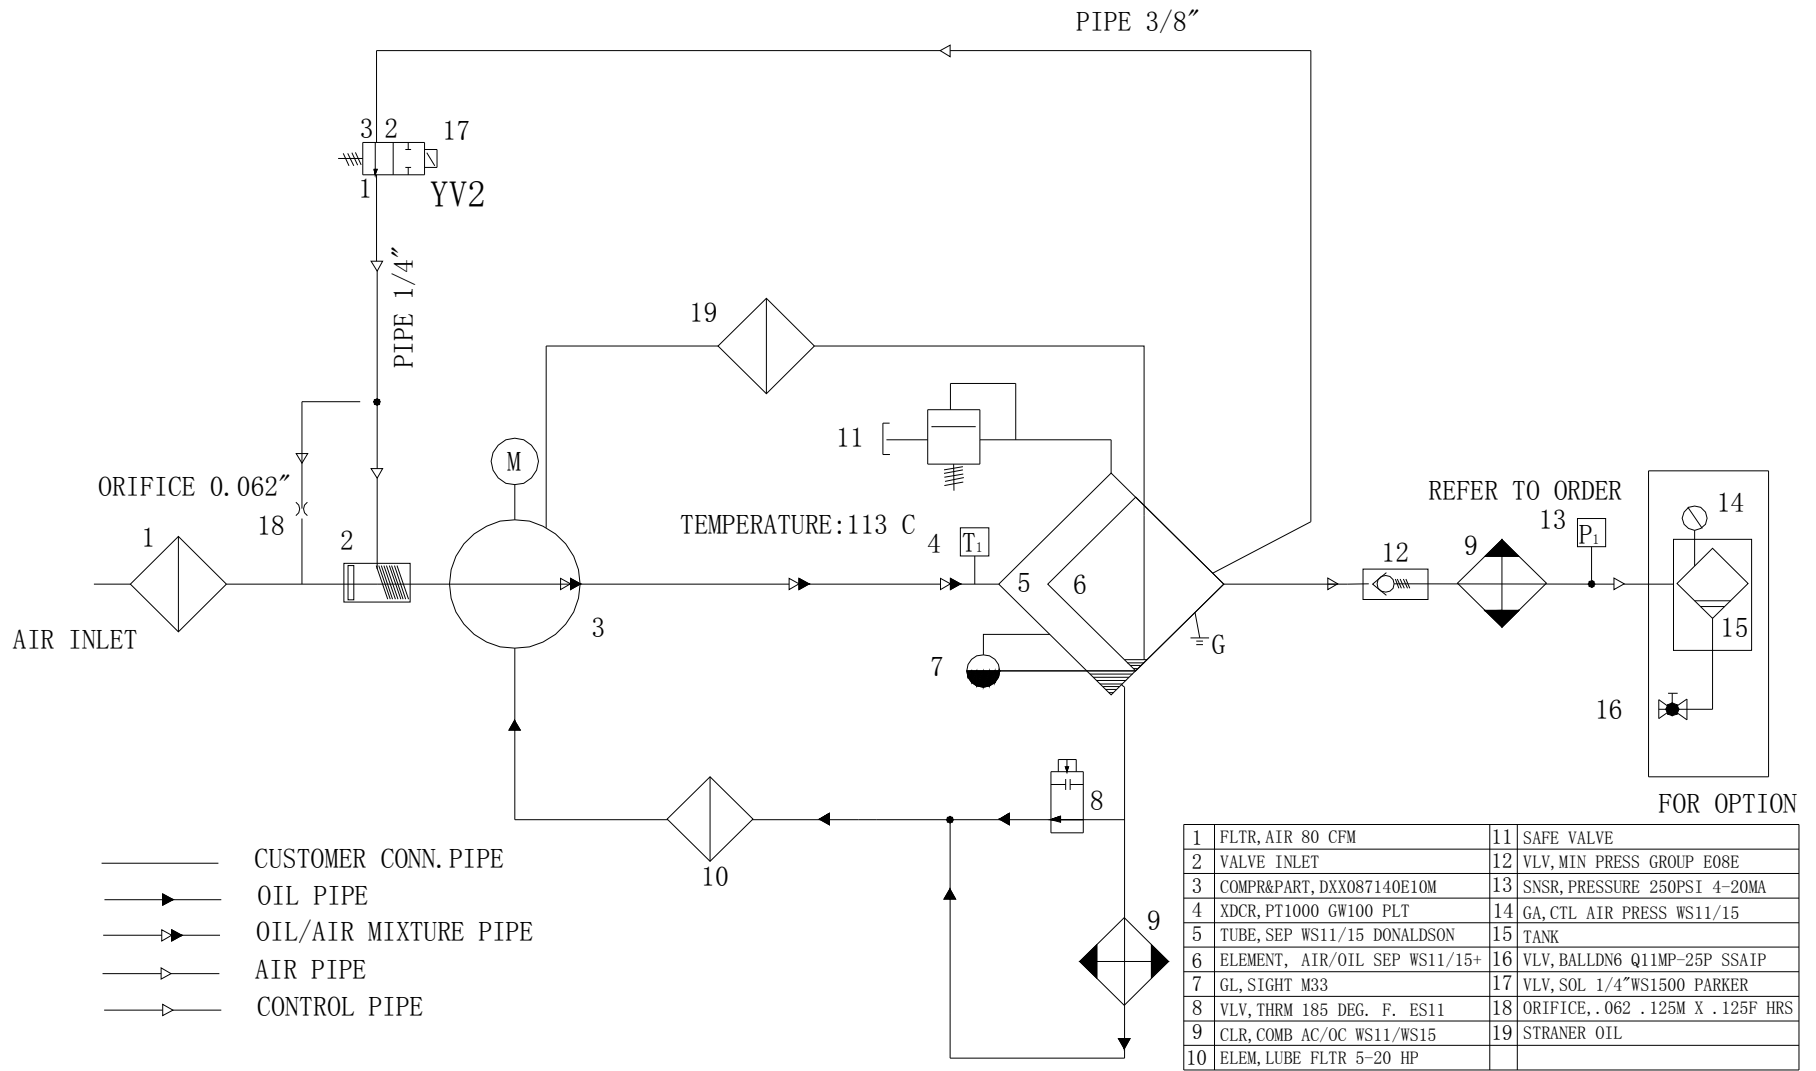 PIPE 3/8″
3 2
17
1
YV2
PIPE 1/4″
19
11
M
ORIFICE 0.062″
18
1
2
3
TEMPERATURE:113 C
4
T1
5
6
7
G
REFER TO ORDER
12
9
13
P1
14
15
16
AIR INLET
8
10
9
FOR OPTION
CUSTOMER CONN.PIPE
OIL PIPE
OIL/AIR MIXTURE PIPE
AIR PIPE
CONTROL PIPE
1 FLTR,AIR 80 CFM 11 SAFE VALVE
2 VALVE INLET 12 VLV,MIN PRESS GROUP E08E
3 COMPR&PART,DXX087140E10M 13 SNSR,PRESSURE 250PSI 4-20MA
4 XDCR,PT1000 GW100 PLT 14 GA,CTL AIR PRESS WS11/15
5 TUBE,SEP WS11/15 DONALDSON 15 TANK
6 ELEMENT, AIR/OIL SEP WS11/15+ 16 VLV,BALLDN6 Q11MP-25P SSAIP
7 GL,SIGHT M33 17 VLV,SOL 1/4″WS1500 PARKER
8 VLV,THRM 185 DEG. F. ES11 18 ORIFICE,.062 .125M X .125F HRS
9 CLR,COMB AC/OC WS11/WS15 19 STRANER OIL
10 ELEM,LUBE FLTR 5-20 HP